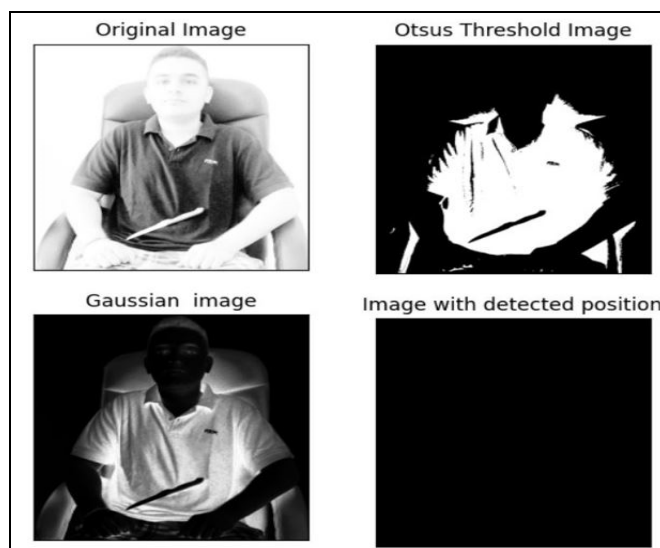 Original Image
Otsus Threshold Image
Gaussian  image
Image with detected position